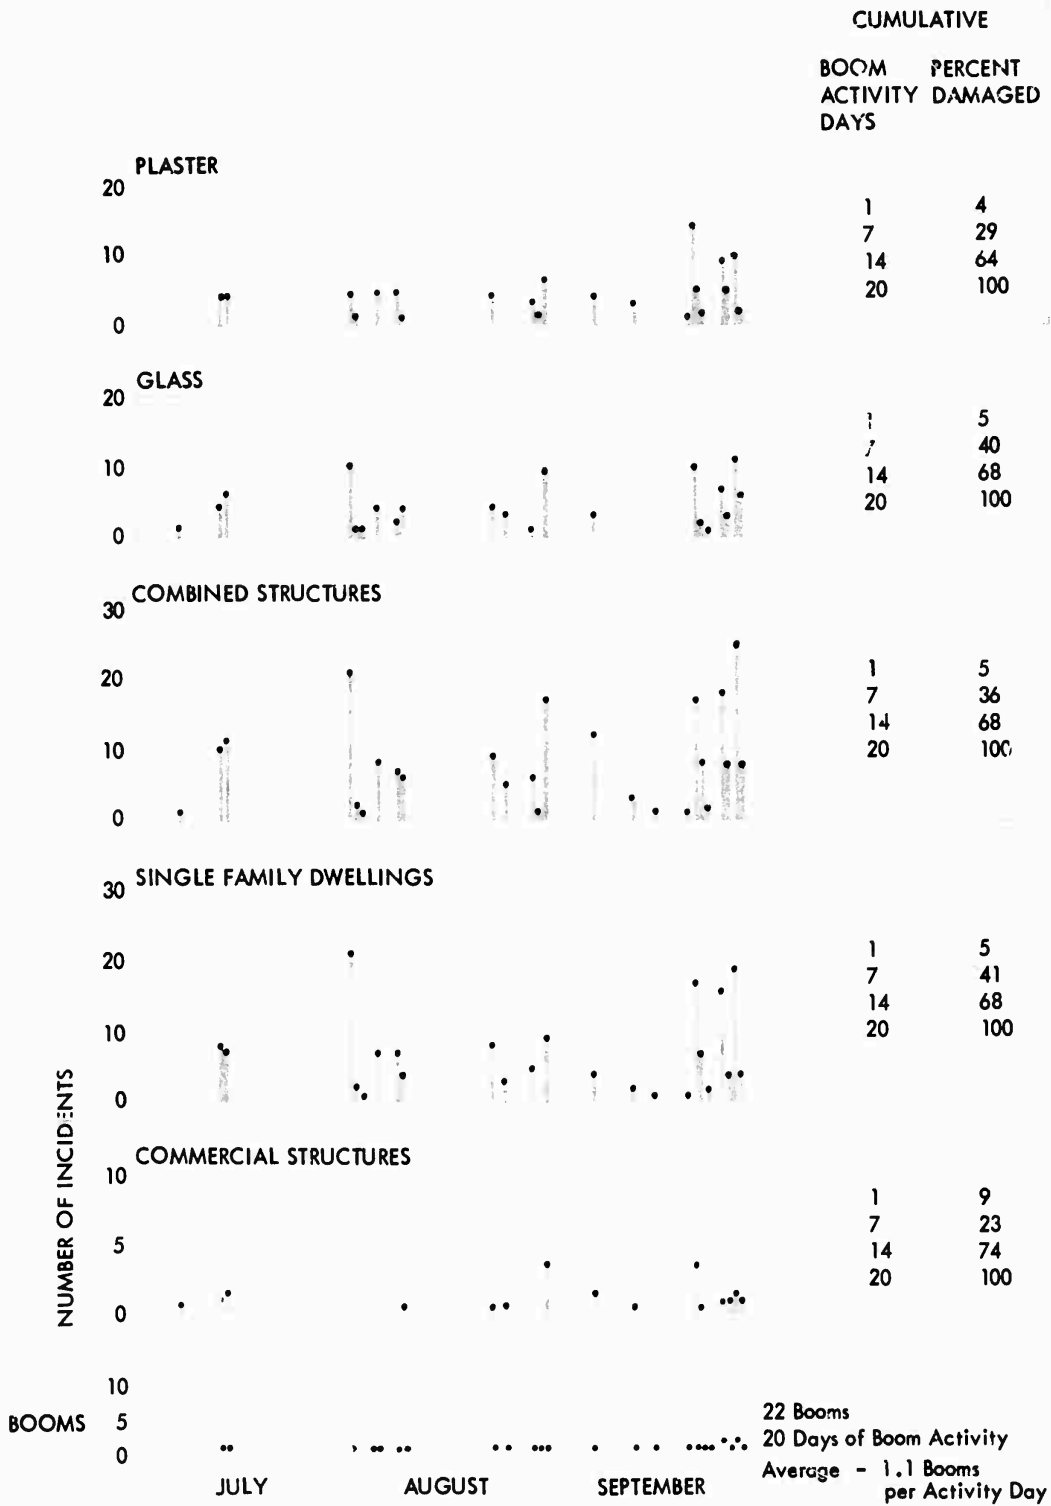 CUMULATIVE
BOOM ACTIVITY DAYS
PERCENT DAMAGED
PLASTER
20
10
0
1 4
7 29
14 64
20 100
GLASS
20
10
0
5
40
14 68
20 100
COMBINED STRUCTURES
30
20
10
0
1 5
7 36
14 68
20 100
SINGLE FAMILY DWELLINGS
30
20
10
0
1 5
7 41
14 68
20 100
COMMERCIAL STRUCTURES
10
5
0
1 9
7 23
14 74
20 100
NUMBER OF INCIDENTS
BOOMS
10
5
0
22 Booms
20 Days of Boom Activity
Average - 1.1 Booms
per Activity Day
JULY AUGUST SEPTEMBER